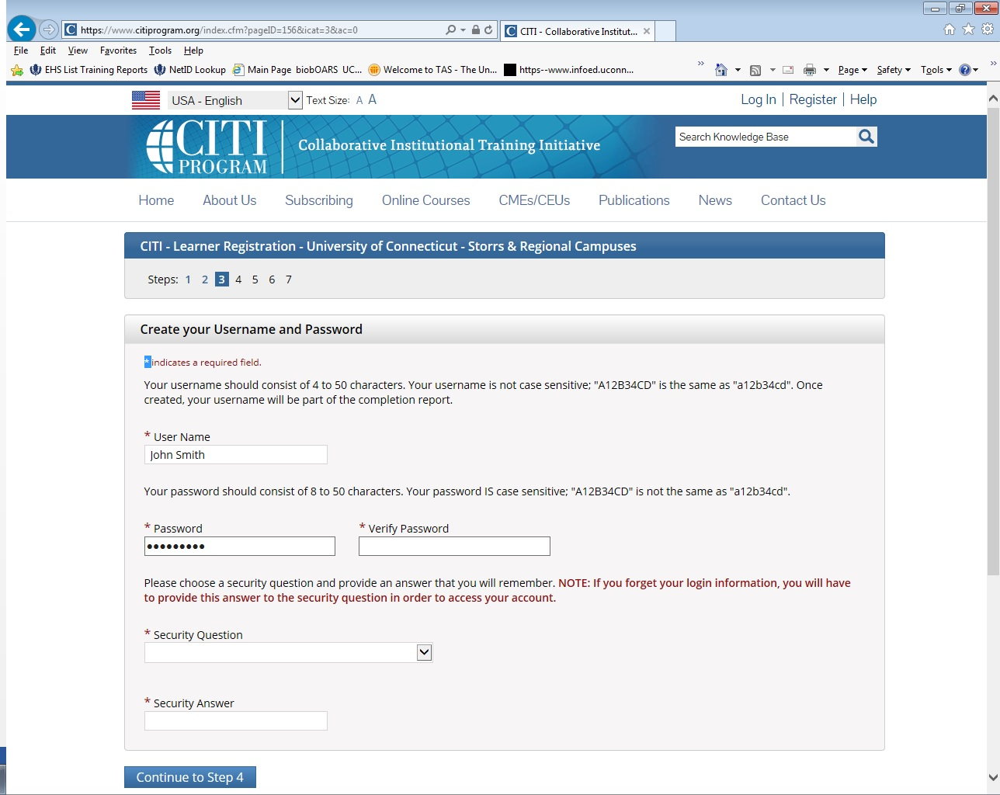 https://www.citiprogram.org/index.cfm?pageID=156&icat=3&ac=0
CITI - Collaborative Institut...
File Edit View Favorites Tools Help
EHS List Training Reports NetID Lookup Main Page biobOARS UC... Welcome to TAS - The Un... https--www.infoed.uconn... » Page Safety Tools »
USA - English Text Size: A A Log In | Register | Help
CITI PROGRAM
Collaborative Institutional Training Initiative
Search Knowledge Base
Home About Us Subscribing Online Courses CMEs/CEUs Publications News Contact Us
CITI - Learner Registration - University of Connecticut - Storrs & Regional Campuses
Steps: 1 2 3 4 5 6 7
Create your Username and Password
* indicates a required field.
Your username should consist of 4 to 50 characters. Your username is not case sensitive; "A12B34CD" is the same as "a12b34cd". Once
created, your username will be part of the completion report.
* User Name
John Smith
Your password should consist of 8 to 50 characters. Your password IS case sensitive; "A12B34CD" is not the same as "a12b34cd".
* Password * Verify Password
•••••••••
Please choose a security question and provide an answer that you will remember. NOTE: If you forget your login information, you will have
to provide this answer to the security question in order to access your account.
* Security Question
* Security Answer
Continue to Step 4